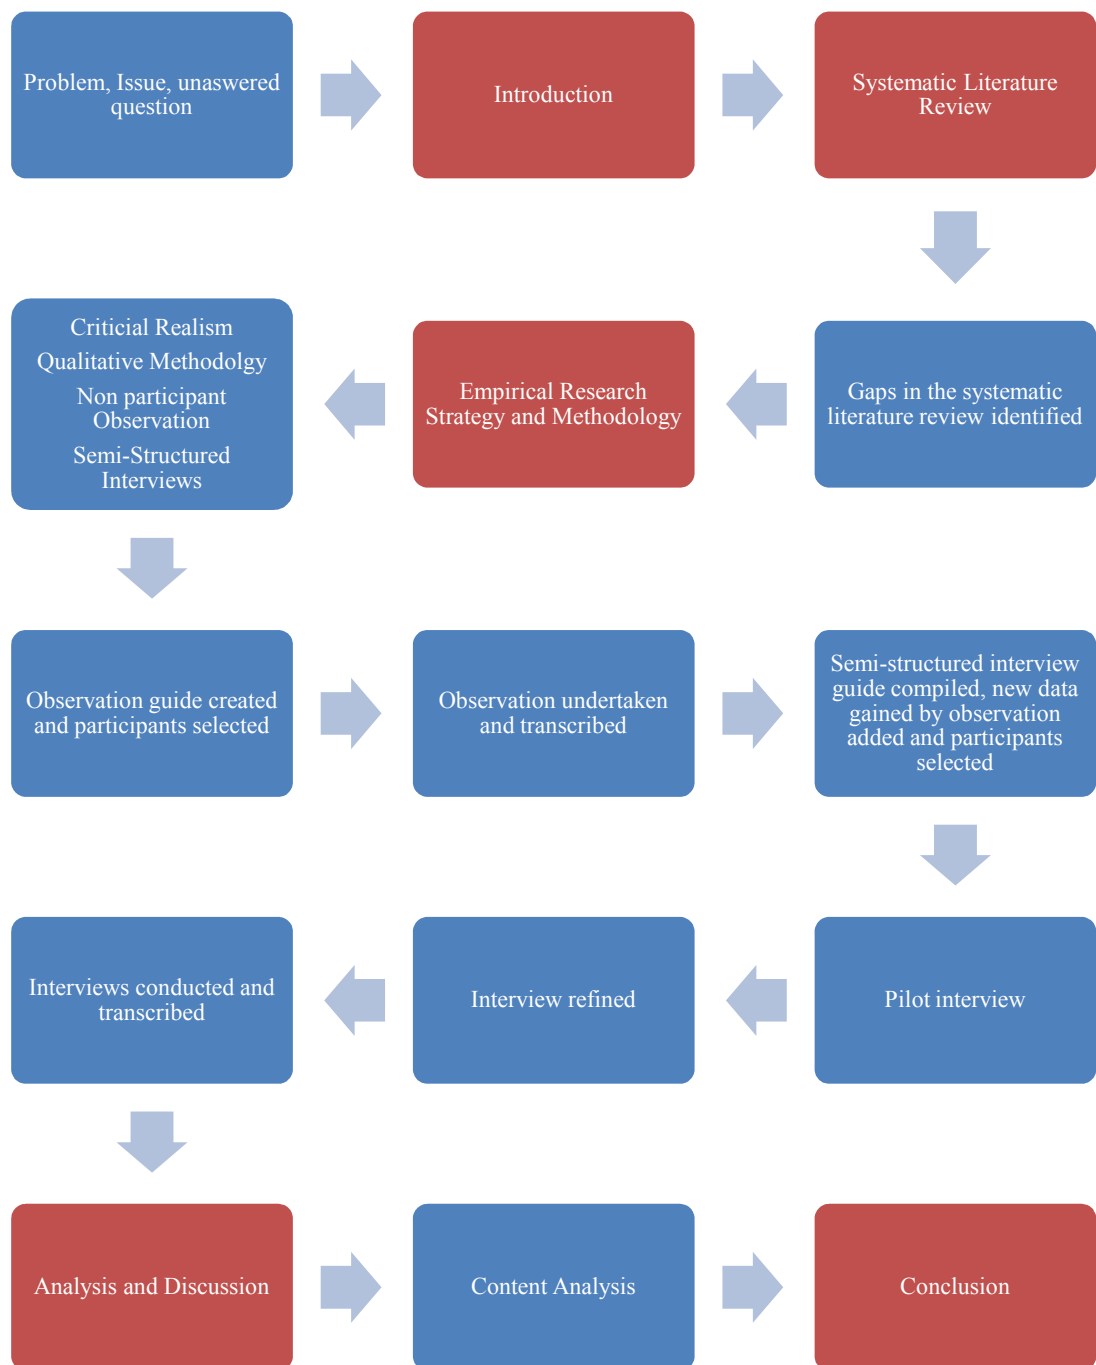 Problem, Issue, unaswered
question
Introduction
Systematic Literature
Review
Gaps in the systematic
literature review identified
Empirical Research
Strategy and Methodology
Criticial Realism
Qualitative Methodolgy
Non participant
Observation
Semi-Structured
Interviews
Observation guide created
and participants selected
Observation undertaken
and transcribed
Semi-structured interview
guide compiled, new data
gained by observation
added and participants
selected
Pilot interview
Interview refined
Interviews conducted and
transcribed
Analysis and Discussion
Content Analysis
Conclusion